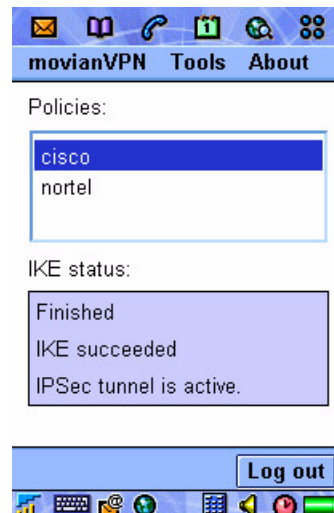 movianVPN Tools About
Policies:
cisco
nortel
IKE status:
Finished
IKE succeeded
IPSec tunnel is active.
Log out